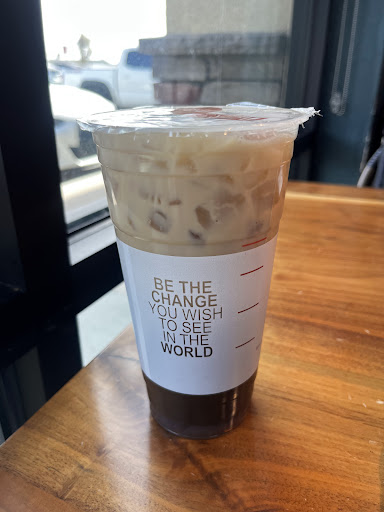 BE THE
CHANGE
YOU WISH
TO SEE
IN THE
WORLD